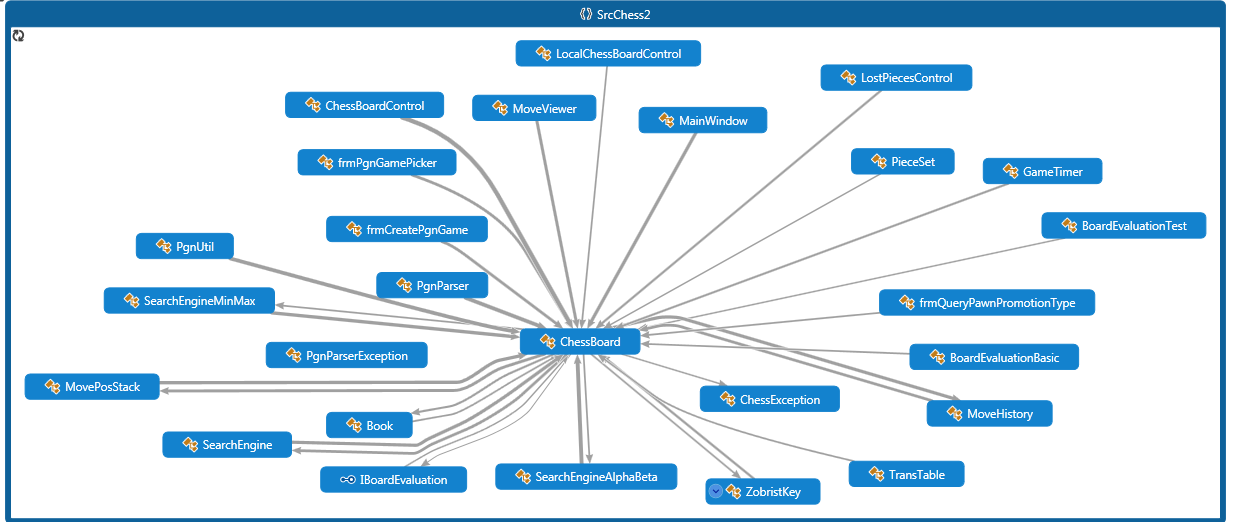 SrcChess2
LocalChessBoardControl
LostPiecesControl
ChessBoardControl
MoveViewer
MainWindow
frmPgnGamePicker
PieceSet
GameTimer
frmCreatePgnGame
BoardEvaluationTest
PgnUtil
PgnParser
SearchEngineMinMax
frmQueryPawnPromotionType
ChessBoard
PgnParserException
BoardEvaluationBasic
MovePosStack
ChessException
MoveHistory
Book
SearchEngine
IBoardEvaluation
SearchEngineAlphaBeta
TransTable
ZobristKey